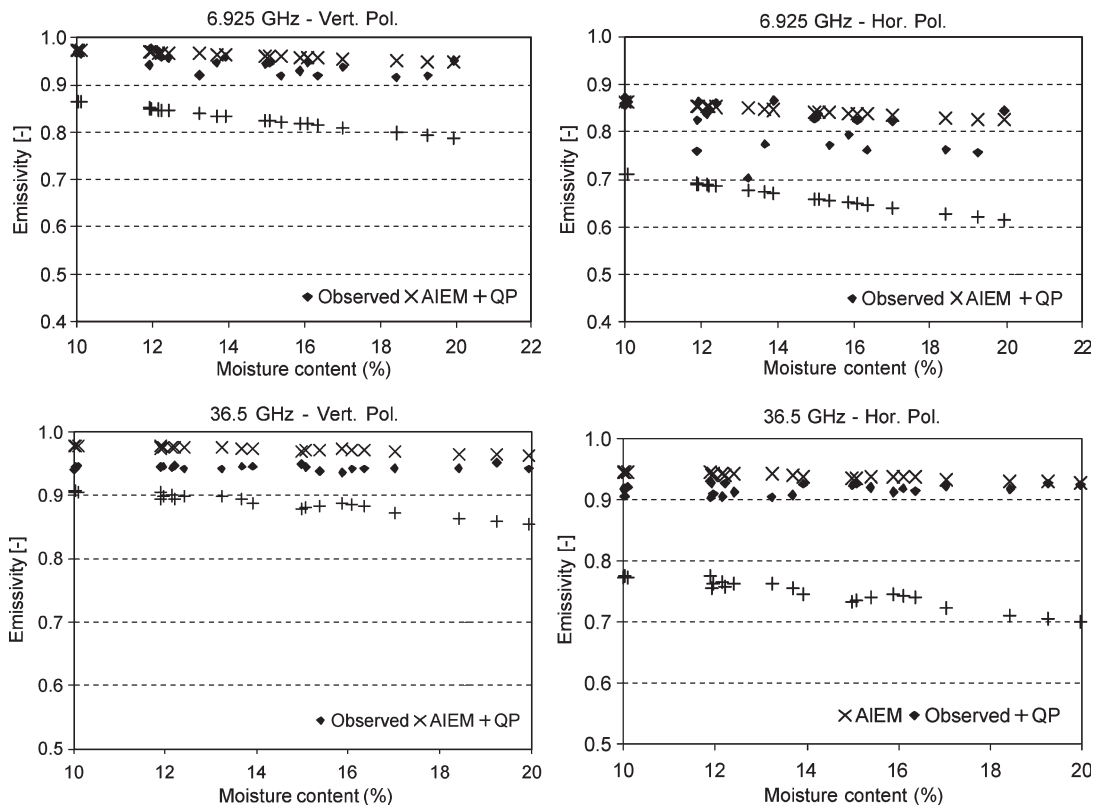 6.925 GHz - Vert. Pol.
1.0
0.9
0.8
0.7
0.6
0.5
0.4
Emissivity [-]
◆ Observed × AIEM + QP
10 12 14 16 18 20 22
Moisture content (%)
6.925 GHz - Hor. Pol.
1.0
0.9
0.8
0.7
0.6
0.5
0.4
Emissivity [-]
◆ Observed × AIEM + QP
10 12 14 16 18 20 22
Moisture content (%)
36.5 GHz - Vert. Pol.
1.0
0.9
0.8
0.7
0.6
0.5
Emissivity [-]
◆ Observed × AIEM + QP
10 12 14 16 18 20
Moisture content (%)
36.5 GHz - Hor. Pol.
1.0
0.9
0.8
0.7
0.6
0.5
Emissivity [-]
× AIEM ◆ Observed + QP
10 12 14 16 18 20
Moisture content (%)